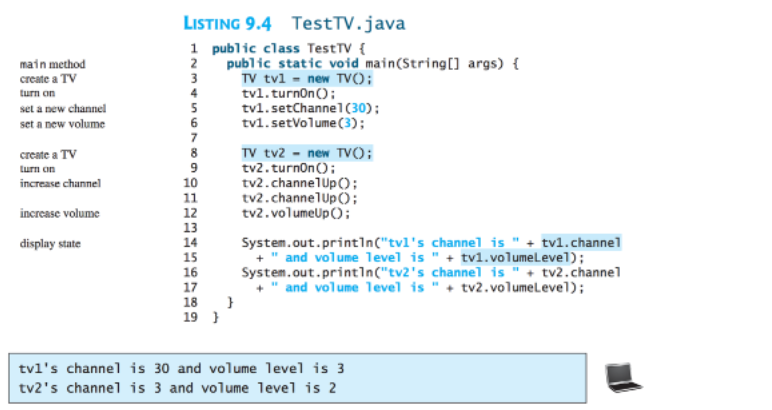 LISTING 9.4 TestTV.java
1 public class TestTV {
main method 2 public static void main(String[] args) {
create a TV 3 TV tv1 = new TV();
turn on 4 tv1.turnOn();
set a new channel 5 tv1.setChannel(30);
set a new volume 6 tv1.setVolume(3);
7
create a TV 8 TV tv2 = new TV();
turn on 9 tv2.turnOn();
increase channel 10 tv2.channelUp();
11 tv2.channelUp();
increase volume 12 tv2.volumeUp();
13
display state 14 System.out.println("tv1's channel is " + tv1.channel
15 + " and volume level is " + tv1.volumeLevel);
16 System.out.println("tv2's channel is " + tv2.channel
17 + " and volume level is " + tv2.volumeLevel);
18 }
19 }
tv1's channel is 30 and volume level is 3
tv2's channel is 3 and volume level is 2